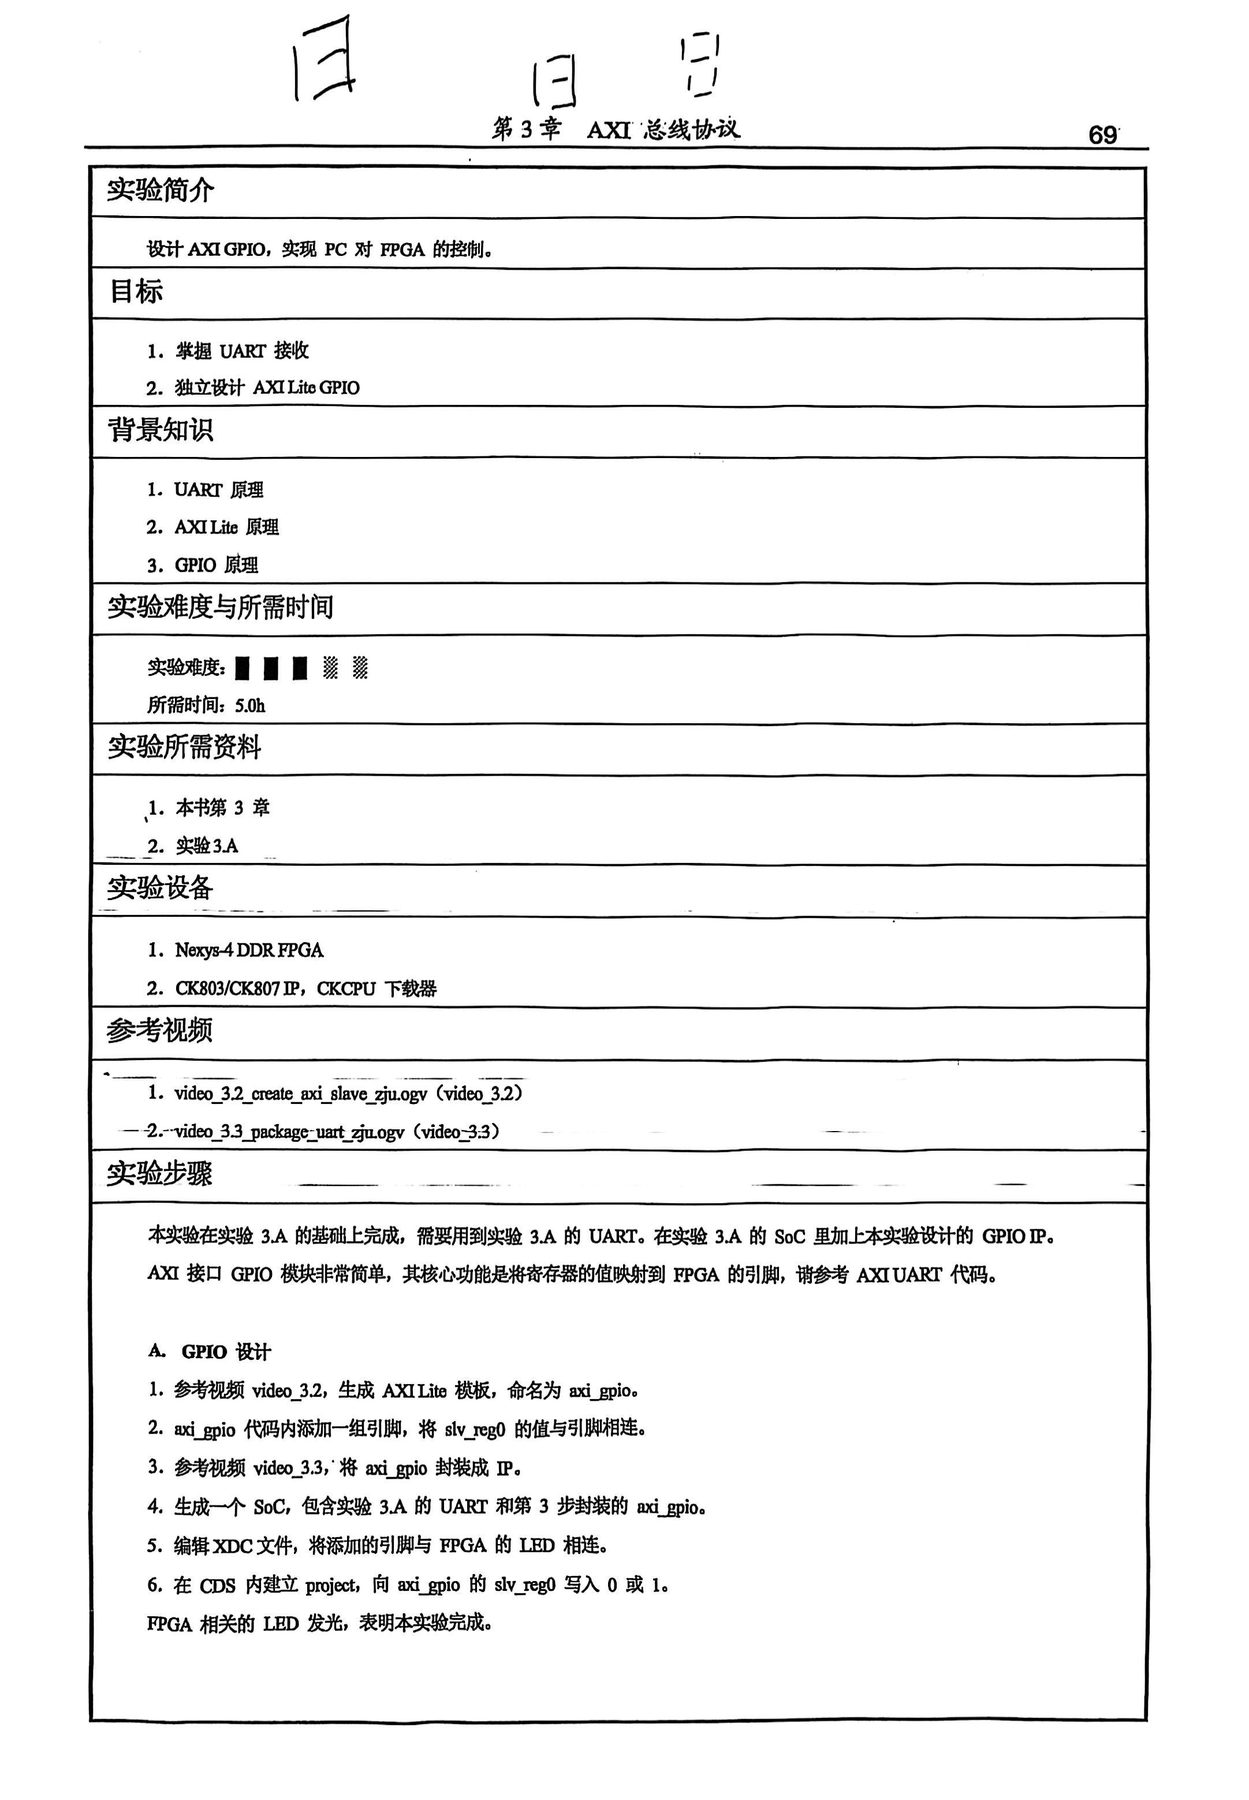 第3章 AXI 总线协议
69
实验简介
设计 AXI GPIO，实现 PC 对 FPGA 的控制。
目标
1. 掌握 UART 接收
2. 独立设计 AXI Lite GPIO
背景知识
1. UART 原理
2. AXI Lite 原理
3. GPIO 原理
实验难度与所需时间
实验难度：
所需时间：5.0h
实验所需资料
1. 本书第 3 章
2. 实验 3.A
实验设备
1. Nexys-4 DDR FPGA
2. CK803/CK807 IP，CKCPU 下载器
参考视频
1. video_3.2_create_axi_slave_zju.ogv（video_3.2）
2. video_3.3_package_uart_zju.ogv（video_3.3）
实验步骤
本实验在实验 3.A 的基础上完成，需要用到实验 3.A 的 UART。在实验 3.A 的 SoC 里加上本实验设计的 GPIO IP。
AXI 接口 GPIO 模块非常简单，其核心功能是将寄存器的值映射到 FPGA 的引脚，请参考 AXI UART 代码。
A. GPIO 设计
1. 参考视频 video_3.2，生成 AXI Lite 模板，命名为 axi_gpio。
2. axi_gpio 代码内添加一组引脚，将 slv_reg0 的值与引脚相连。
3. 参考视频 video_3.3，将 axi_gpio 封装成 IP。
4. 生成一个 SoC，包含实验 3.A 的 UART 和第 3 步封装的 axi_gpio。
5. 编辑 XDC 文件，将添加的引脚与 FPGA 的 LED 相连。
6. 在 CDS 内建立 project，向 axi_gpio 的 slv_reg0 写入 0 或 1。
FPGA 相关的 LED 发光，表明本实验完成。